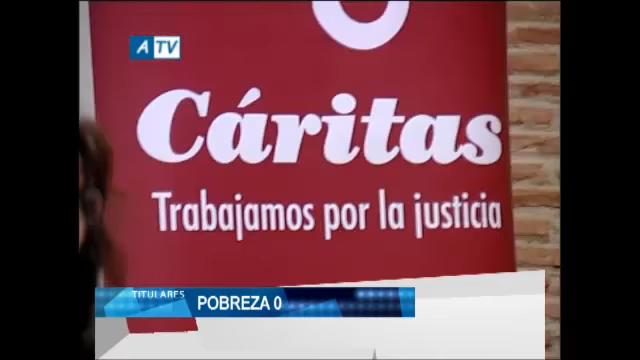 ATV
Cáritas
Trabajamos por la justicia
TITULARES
POBREZA 0